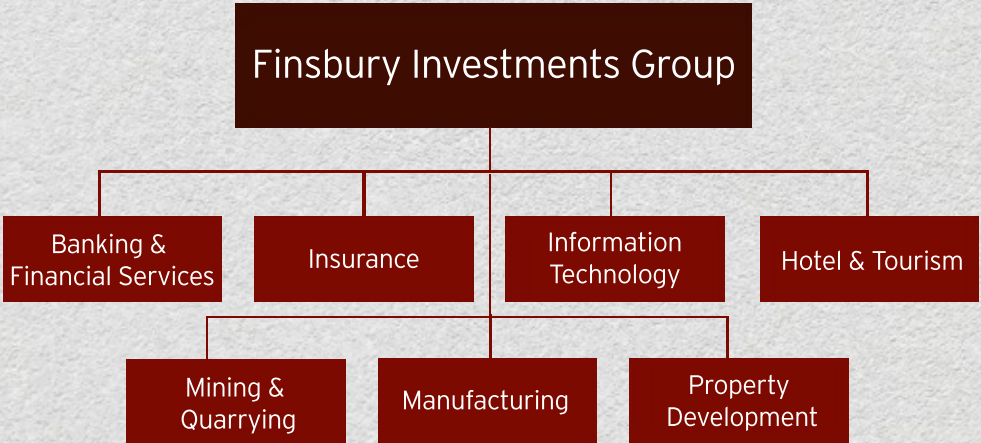 Finsbury Investments Group
Banking &
Financial Services
Insurance
Information
Technology
Hotel & Tourism
Mining &
Quarrying
Manufacturing
Property
Development